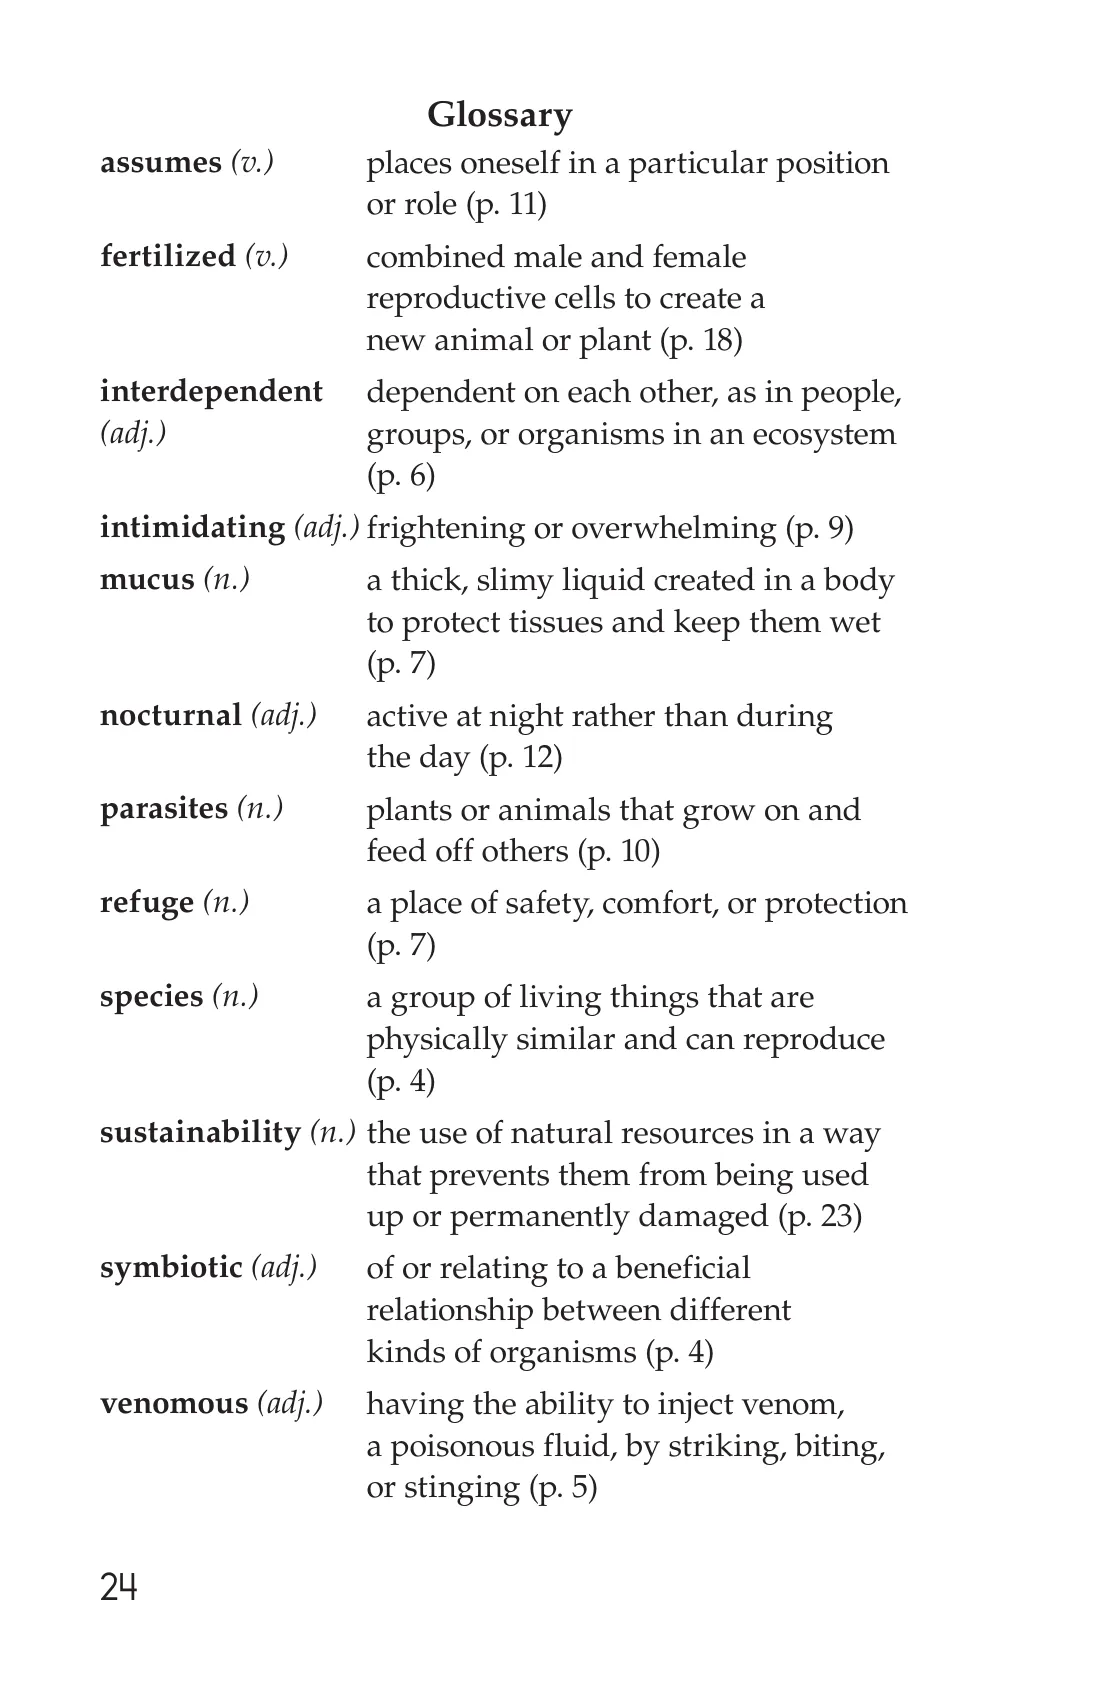 Glossary
assumes (v.) places oneself in a particular position
or role (p. 11)
fertilized (v.) combined male and female
reproductive cells to create a
new animal or plant (p. 18)
interdependent dependent on each other, as in people,
(adj.) groups, or organisms in an ecosystem
(p. 6)
intimidating (adj.) frightening or overwhelming (p. 9)
mucus (n.) a thick, slimy liquid created in a body
to protect tissues and keep them wet
(p. 7)
nocturnal (adj.) active at night rather than during
the day (p. 12)
parasites (n.) plants or animals that grow on and
feed off others (p. 10)
refuge (n.) a place of safety, comfort, or protection
(p. 7)
species (n.) a group of living things that are
physically similar and can reproduce
(p. 4)
sustainability (n.) the use of natural resources in a way
that prevents them from being used
up or permanently damaged (p. 23)
symbiotic (adj.) of or relating to a beneficial
relationship between different
kinds of organisms (p. 4)
venomous (adj.) having the ability to inject venom,
a poisonous fluid, by striking, biting,
or stinging (p. 5)
24